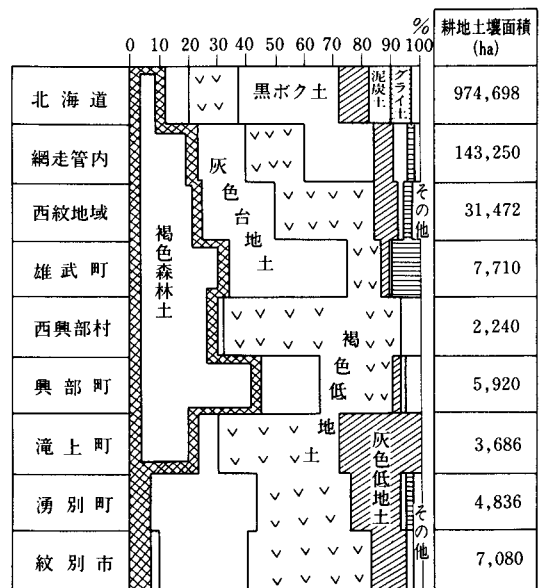 %
0 10 20 30 40 50 60 70 80 90 100
耕地土壌面積
(ha)
北海道
黒ボク土
泥炭土
グライ土
974,698
網走管内
143,250
西紋地域
31,472
雄武町
7,710
西興部村
2,240
興部町
5,920
滝上町
3,686
湧別町
4,836
紋別市
7,080
褐色森林土
灰色台地土
褐色低地土
灰色低地土
その他
その他